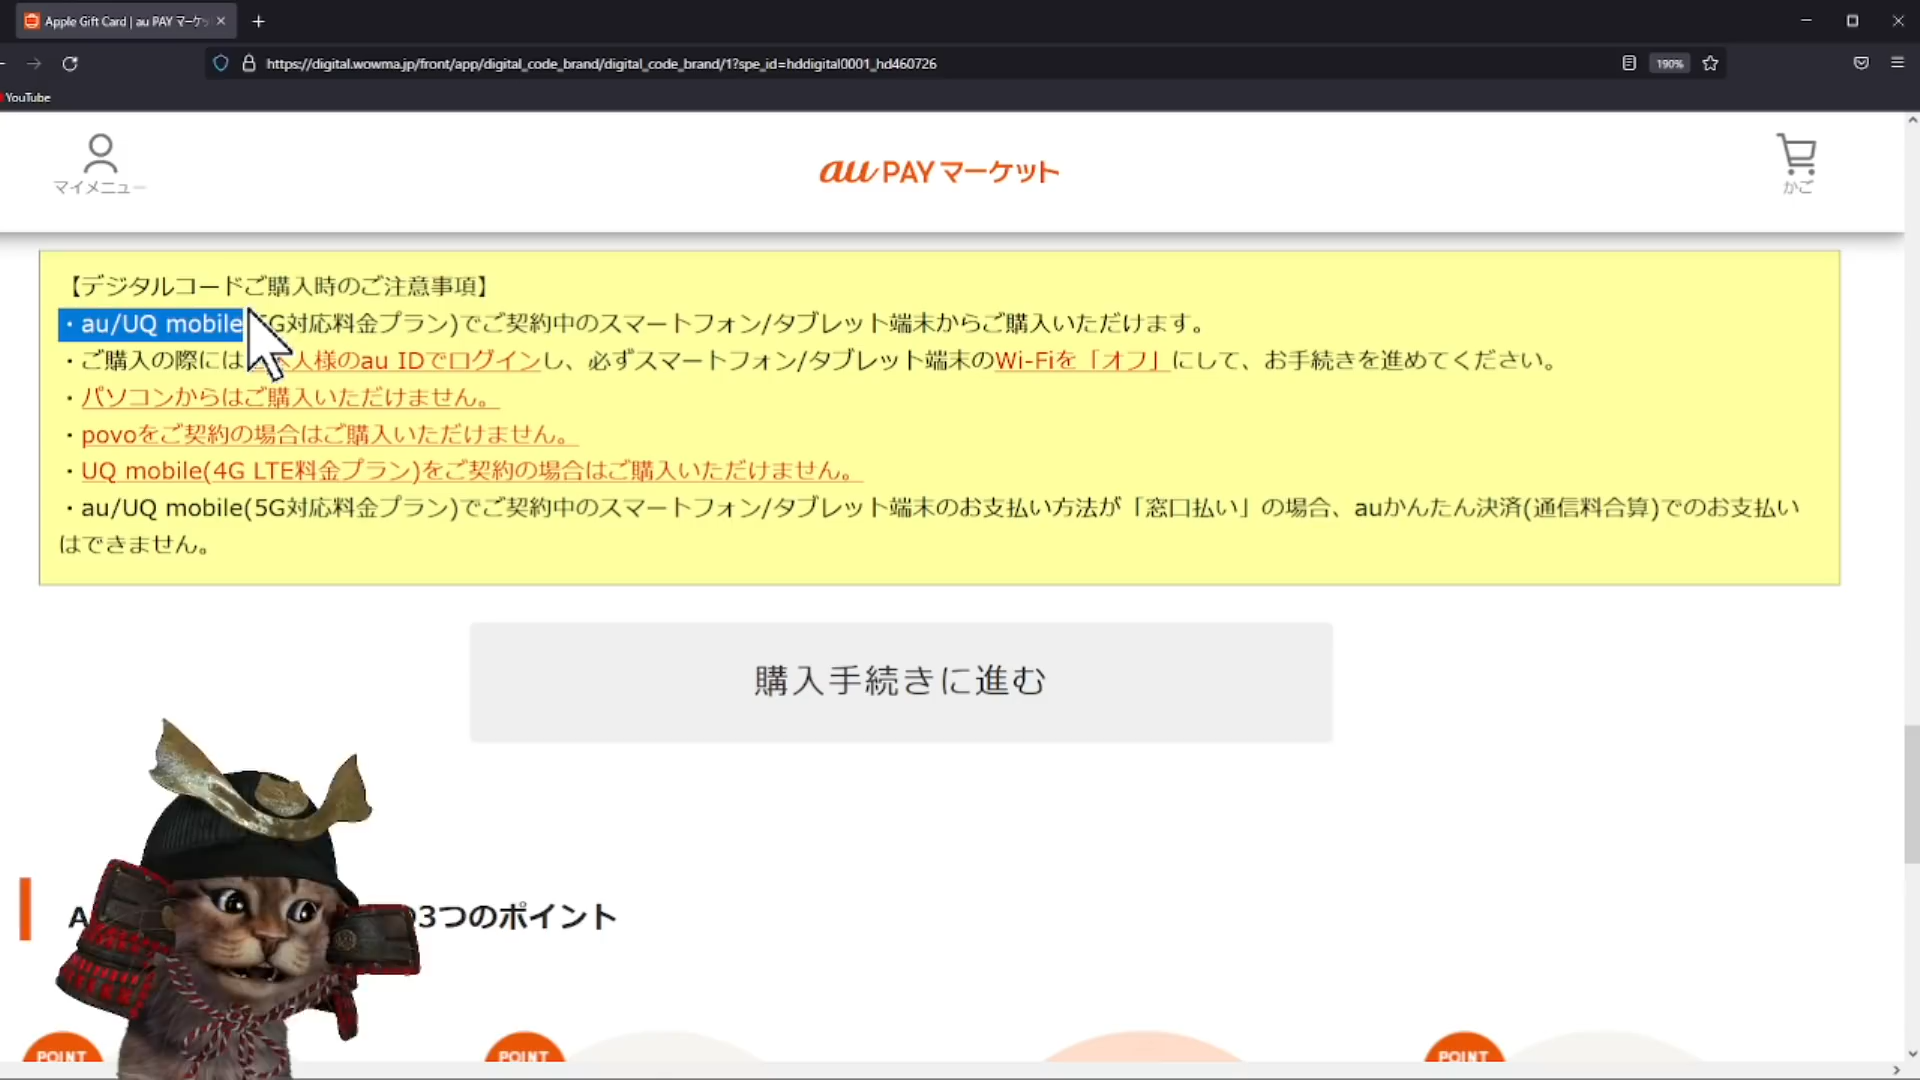 Apple Gift Card | au PAY マーケッ
https://digital.wowma.jp/front/app/digital_code_brand/digital_code_brand/1?spe_id=hddigital0001_hd460726
190%
YouTube
マイメニュー
au PAY マーケット
かご
【デジタルコードご購入時のご注意事項】
・au/UQ mobile 5G対応料金プラン)でご契約中のスマートフォン/タブレット端末からご購入いただけます。
・ご購入の際には 人様のau IDでログインし、必ずスマートフォン/タブレット端末のWi-Fiを「オフ」にして、お手続きを進めてください。
・パソコンからはご購入いただけません。
・povoをご契約の場合はご購入いただけません。
・UQ mobile(4G LTE料金プラン)をご契約の場合はご購入いただけません。
・au/UQ mobile(5G対応料金プラン)でご契約中のスマートフォン/タブレット端末のお支払い方法が「窓口払い」の場合、auかんたん決済(通信料合算)でのお支払い
はできません。
購入手続きに進む
A 3つのポイント
POINT POINT POINT